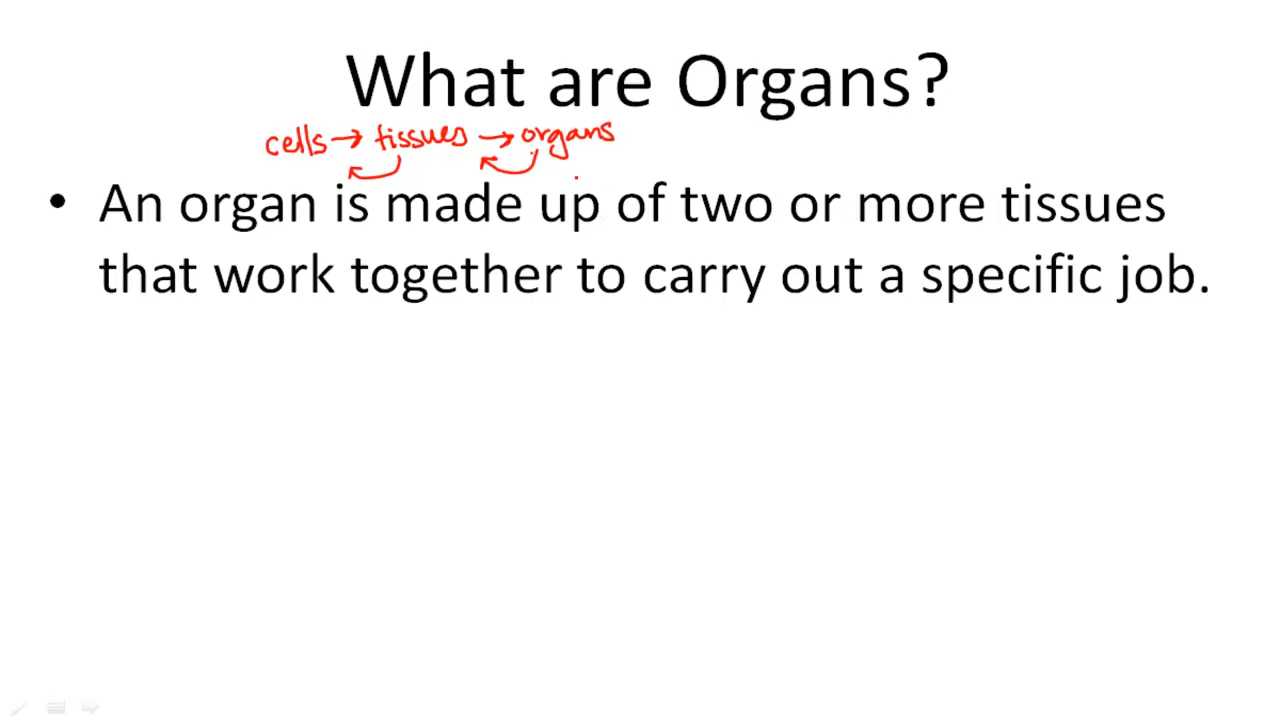 What are Organs?
cells → tissues → organs
• An organ is made up of two or more tissues
that work together to carry out a specific job.